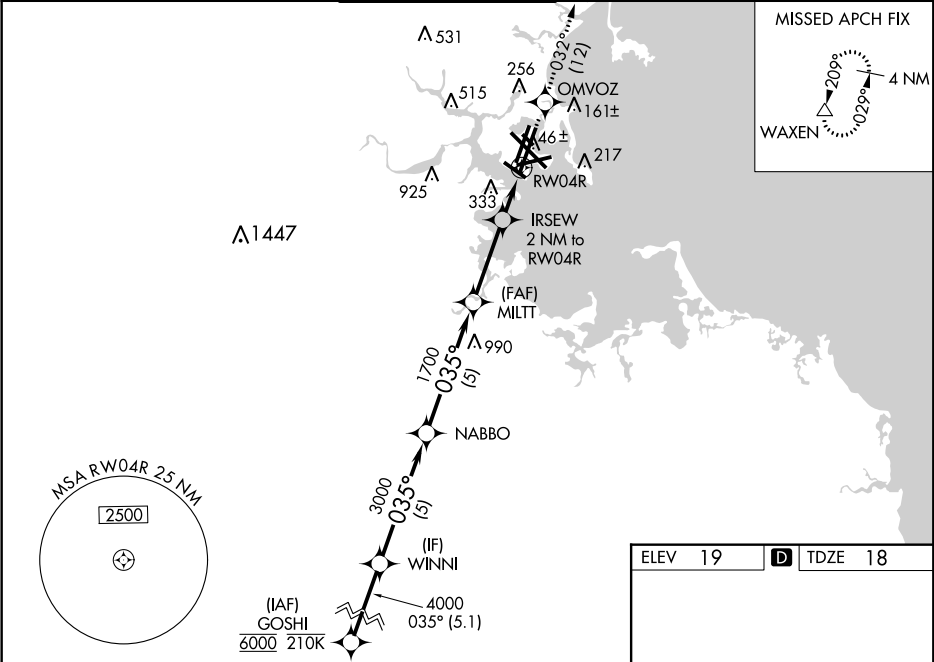 MISSED APCH FIX
209°
029°
4 NM
WAXEN
531
032°
(12)
256
515
OMVOZ
161±
46±
217
925
333
RW04R
IRSEW
2 NM to
RW04R
1447
(FAF)
MILTT
990
1700
035°
(5)
NABBO
3000
035°
(5)
MSA RW04R 25 NM
2500
(IF)
WINNI
4000
035° (5.1)
(IAF)
GOSHI
6000 210K
ELEV 19 D TDZE 18